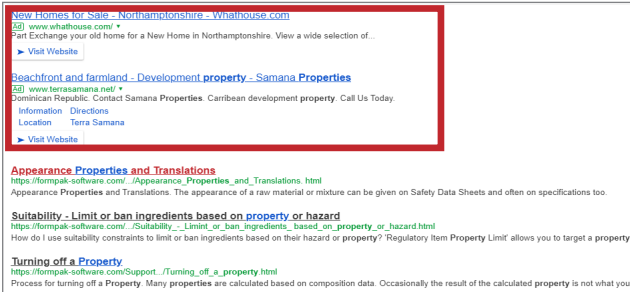 New Homes for Sale - Northamptonshire - Whathouse.com
Ad www.whathouse.com/ ▾
Part Exchange your old home for a New Home in Northamptonshire. View a wide selection of...
➤ Visit Website
Beachfront and farmland - Development property - Samana Properties
Ad www.terrasamana.net/ ▾
Dominican Republic. Contact Samana Properties. Carribean development property. Call Us Today.
Information Directions
Location Terra Samana
➤ Visit Website
Appearance Properties and Translations
https://formpak-software.com/.../Appearance_Properties_and_Translations. html
Appearance Properties and Translations. The appearance of a raw material or mixture can be given on Safety Data Sheets and often on specifications too.
Suitability - Limit or ban ingredients based on property or hazard
https://formpak-software.com/.../Suitability_-_Limint_or_ban_ingredients_ based_on_property_or_hazard.html
How do I use suitability constraints to limit or ban ingredients based on their hazard or property? 'Regulatory Item Property Limit' allows you to target a property
Turning off a Property
https://formpak-software.com/Support.../Turning_off_a_property.html
Process for turning off a Property. Many properties are calculated based on composition data. Occasionally the result of the calculated property is not what you